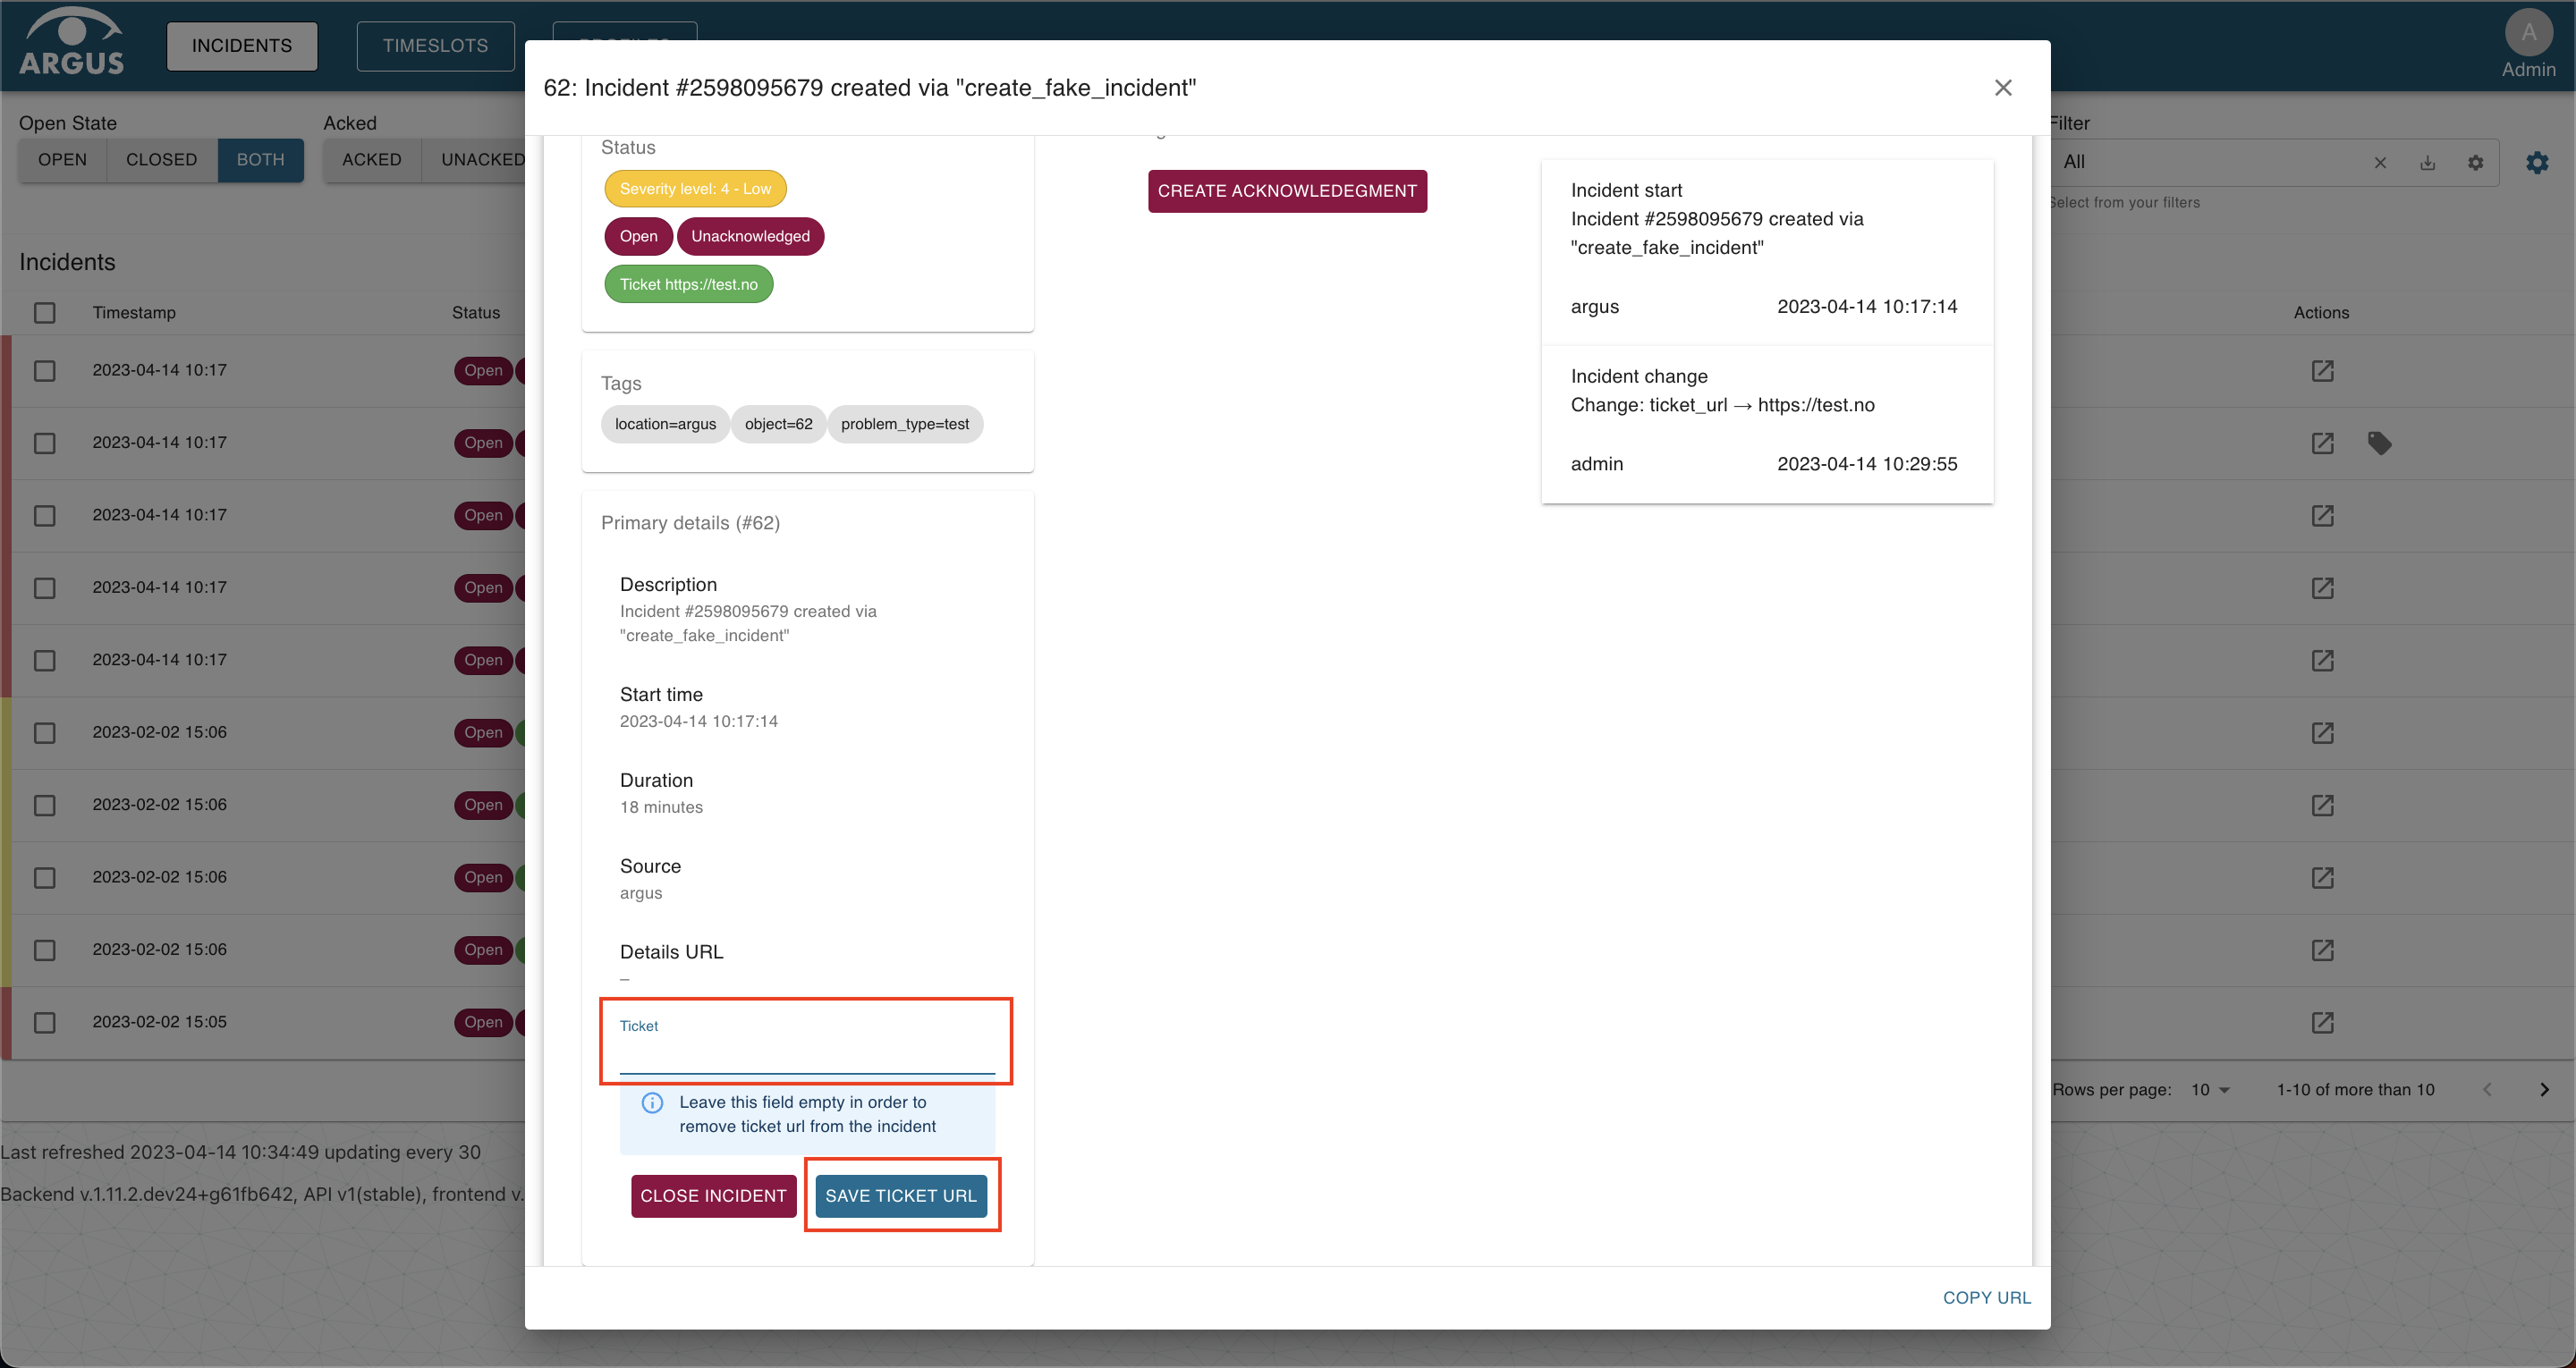 ARGUS
INCIDENTS
TIMESLOTS
A
Admin
Open State
Acked
OPEN
CLOSED
BOTH
ACKED
UNACKED
Filter
All
Select from your filters
Incidents
Timestamp
Status
Actions
2023-04-14 10:17
Open
2023-04-14 10:17
Open
2023-04-14 10:17
Open
2023-04-14 10:17
Open
2023-04-14 10:17
Open
2023-02-02 15:06
Open
2023-02-02 15:06
Open
2023-02-02 15:06
Open
2023-02-02 15:06
Open
2023-02-02 15:05
Open
Rows per page:
10
1-10 of more than 10
Last refreshed 2023-04-14 10:34:49 updating every 30
Backend v.1.11.2.dev24+g61fb642, API v1(stable), frontend v.
62: Incident #2598095679 created via "create_fake_incident"
Status
Severity level: 4 - Low
Open
Unacknowledged
Ticket https://test.no
Tags
location=argus
object=62
problem_type=test
Primary details (#62)
Description
Incident #2598095679 created via
"create_fake_incident"
Start time
2023-04-14 10:17:14
Duration
18 minutes
Source
argus
Details URL
–
Ticket
Leave this field empty in order to
remove ticket url from the incident
CLOSE INCIDENT
SAVE TICKET URL
CREATE ACKNOWLEDEGMENT
Incident start
Incident #2598095679 created via
"create_fake_incident"
argus
2023-04-14 10:17:14
Incident change
Change: ticket_url → https://test.no
admin
2023-04-14 10:29:55
COPY URL